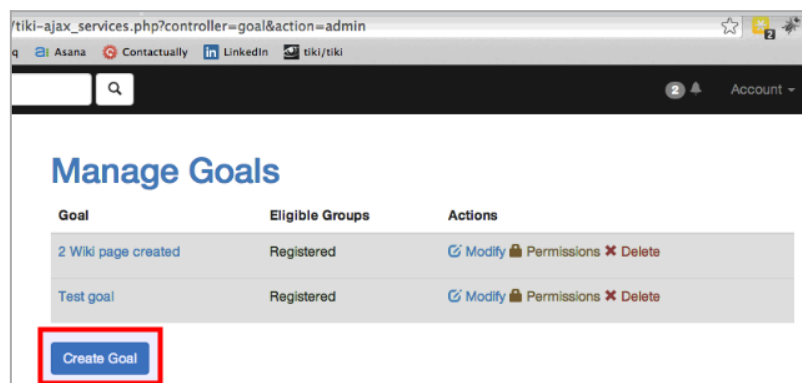 /tiki-ajax_services.php?controller=goal&action=admin
q Asana Contactually LinkedIn tiki/tiki
2 Account
Manage Goals
Goal Eligible Groups Actions
2 Wiki page created Registered Modify Permissions Delete
Test goal Registered Modify Permissions Delete
Create Goal